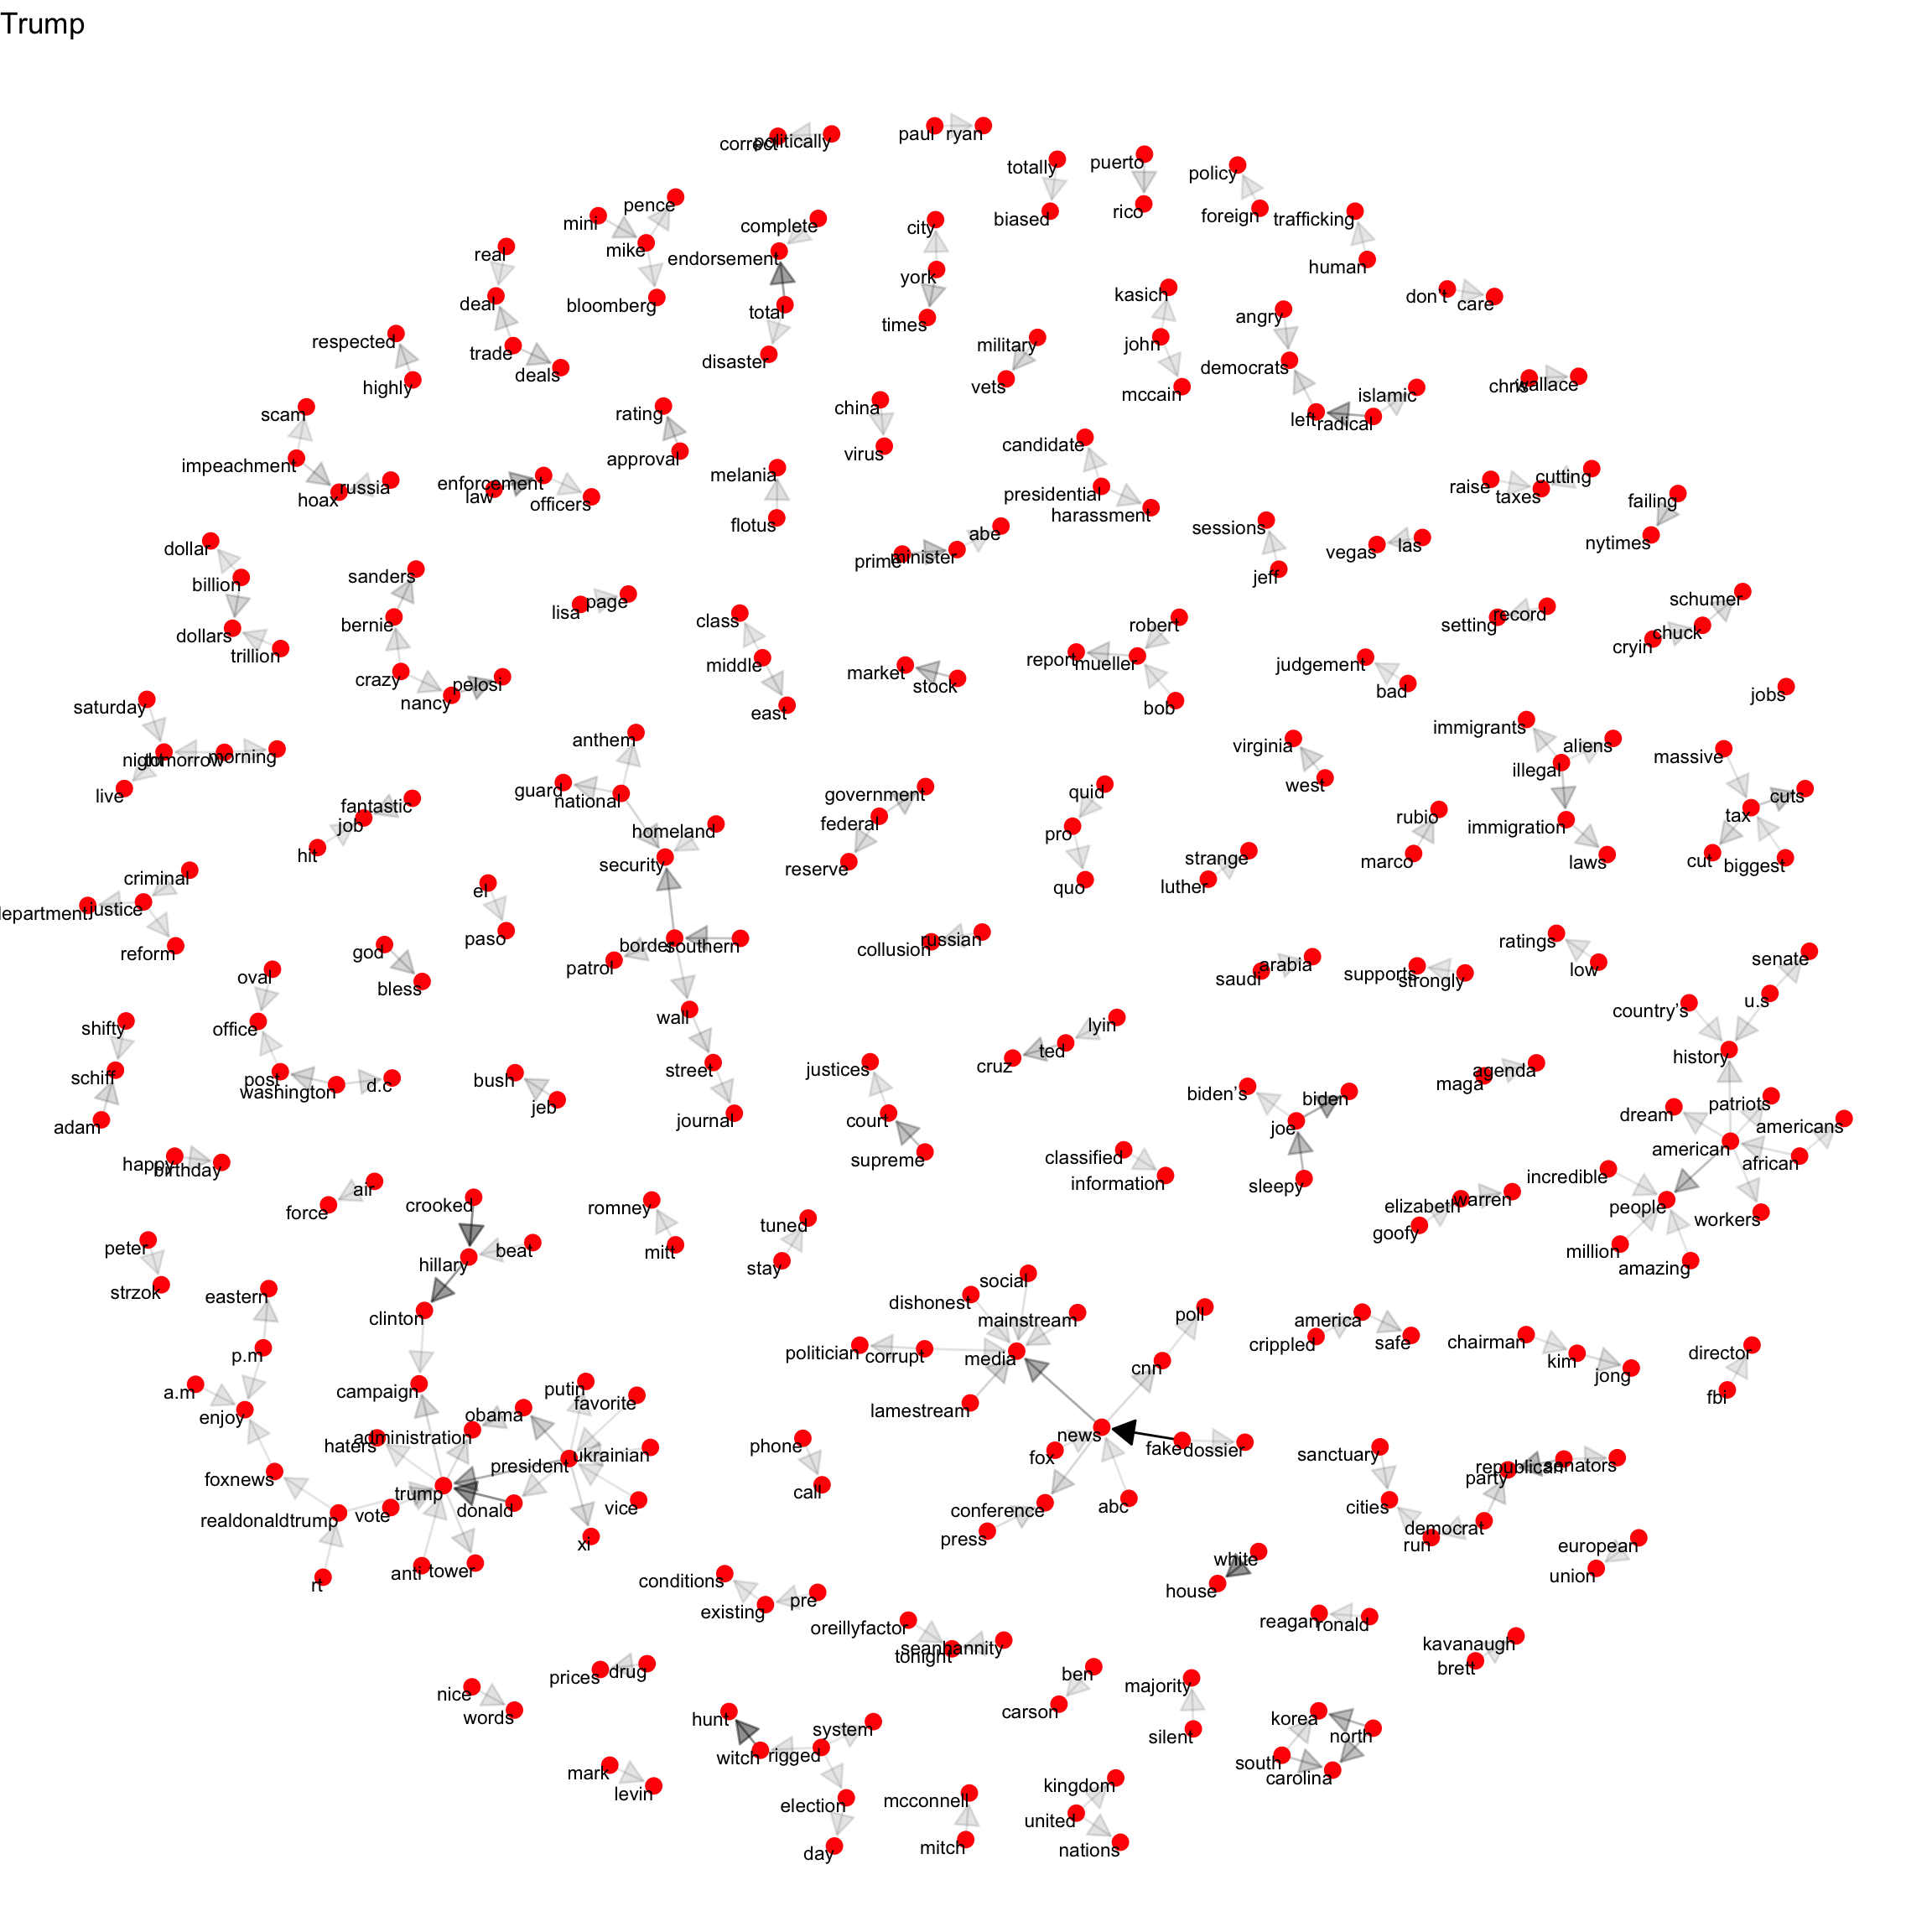 Trump
correct politically
paul ryan
totally
biased
puerto
rico
policy
foreign
trafficking
human
mini
pence
mike
bloomberg
complete
endorsement
total
disaster
city
york
times
real
deal
trade
deals
kasich
john
mccain
angry
democrats
left radical
islamic
don't care
respected
highly
military
vets
chris wallace
scam
impeachment
hoax
russia
rating
approval
china
virus
candidate
presidential
harassment
enforcement
law
officers
melania
flotus
raise
taxes
cutting
failing
nytimes
prime minister
abe
sessions
jeff
vegas las
dollar
billion
dollars
trillion
sanders
bernie
crazy
nancy
pelosi
lisa page
class
middle
east
market
stock
robert
report mueller
bob
judgement
bad
setting record
schumer
chuck
cryin
jobs
saturday
night tomorrow morning
live
anthem
guard
national
homeland
security
border southern
patrol
wall
street
journal
government
federal
reserve
quid
pro
quo
virginia
west
immigrants
aliens
illegal
immigration
laws
massive
cuts
tax
cut
biggest
fantastic
job
hit
rubio
marco
strange
luther
criminal
department justice
reform
el
paso
god
bless
collusion russian
saudi arabia
supports strongly
ratings
low
senate
u.s
country’s
history
oval
office
post
washington
d.c
shifty
schiff
adam
bush
jeb
lyin
ted
cruz
justices
court
supreme
biden’s
biden
joe
sleepy
maga agenda
dream
patriots
americans
american
african
incredible
people
workers
million
amazing
happy birthday
classified
information
elizabeth warren
goofy
air
force
crooked
hillary
beat
clinton
campaign
romney
mitt
tuned
stay
peter
strzok
eastern
p.m
a.m
enjoy
foxnews
realdonaldtrump
rt
social
dishonest
mainstream
politician corrupt
media
lamestream
poll
cnn
news
fake dossier
fox
conference
press
abc
america
crippled
safe
chairman
kim
jong
director
fbi
putin
favorite
obama
administration
haters
president ukrainian
trump
donald
vote
vice
xi
anti tower
phone
call
sanctuary
cities
republican senators
party
democrat
run
european
union
white
house
conditions
existing
pre
oreillyfactor
seanhannity
tonight
reagan ronald
kavanaugh
brett
prices drug
nice
words
ben
carson
majority
silent
hunt
witch rigged
system
election
day
korea
north
south
carolina
mark
levin
mcconnell
mitch
kingdom
united
nations